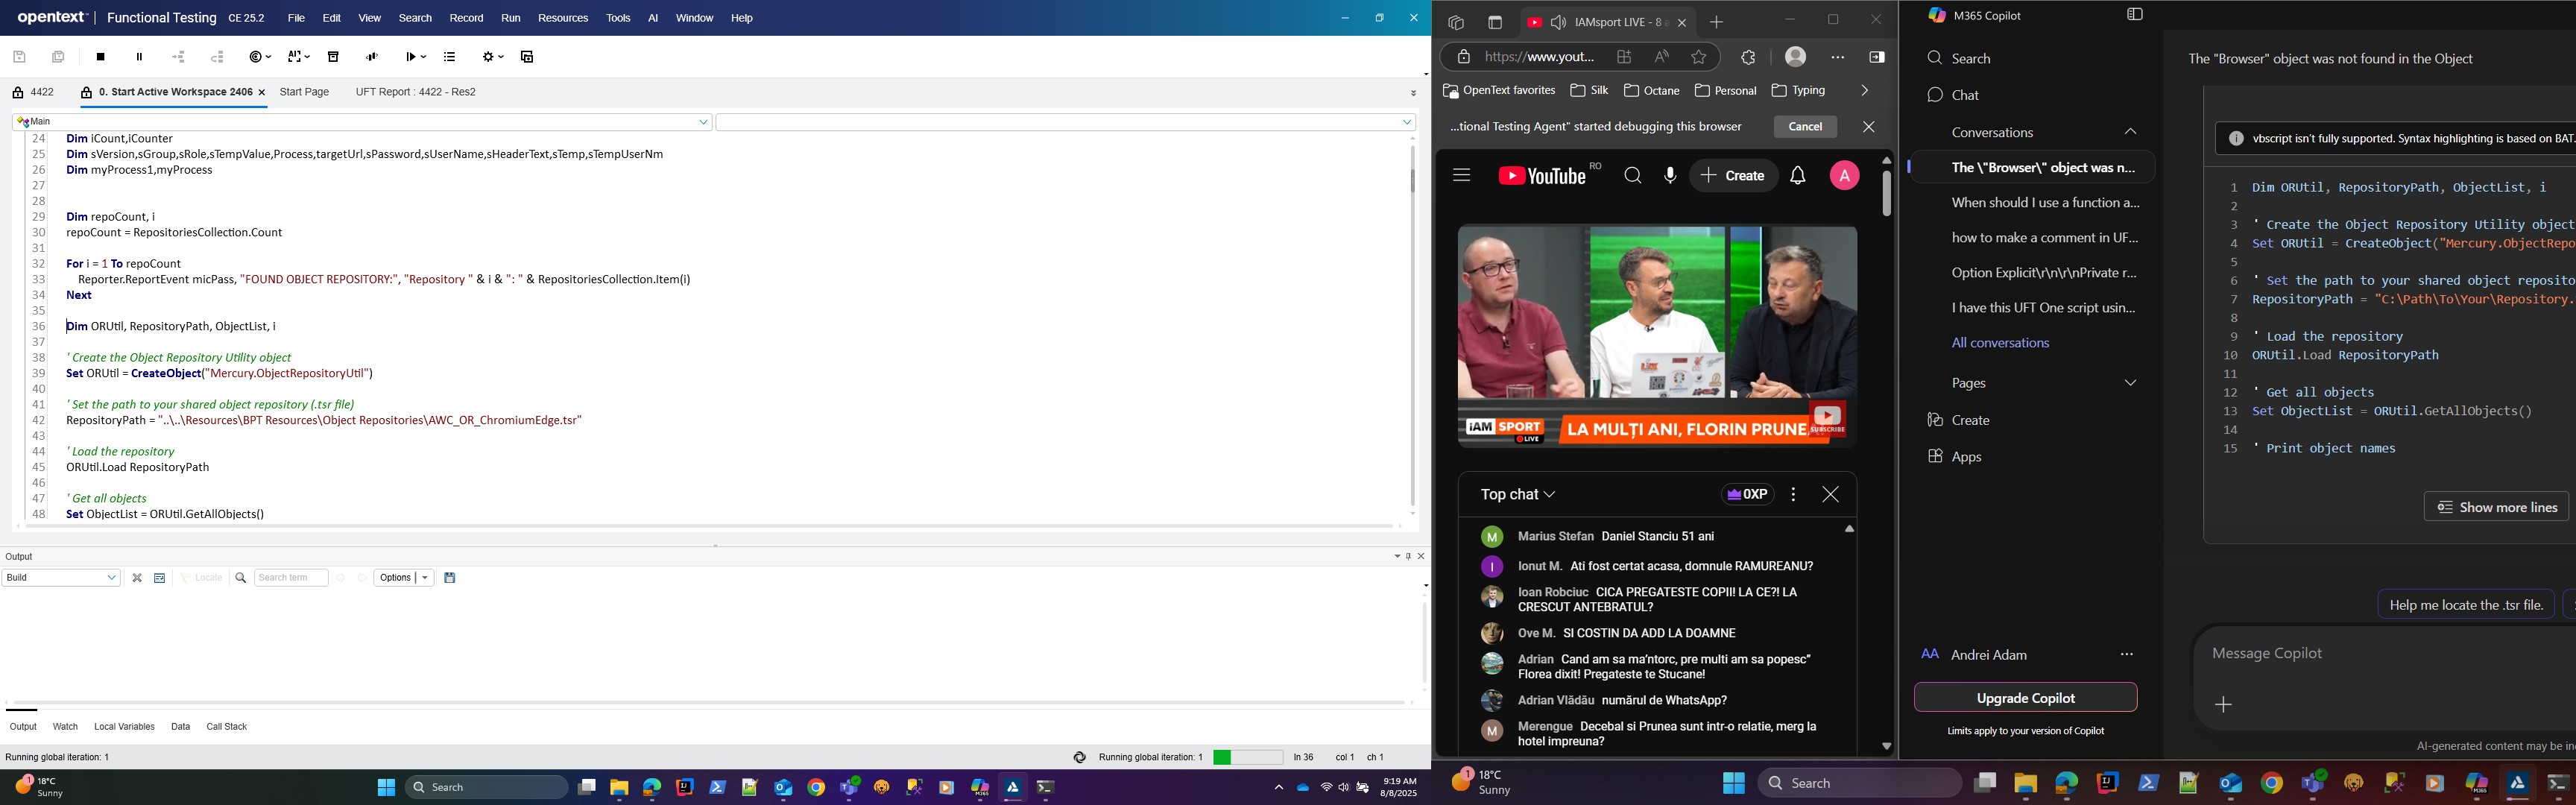 opentext™ | Functional Testing CE 25.2 File Edit View Search Record Run Resources Tools AI Window Help
4422 0. Start Active Workspace 2406 Start Page UFT Report : 4422 - Res2
Main
24 Dim iCount,iCounter
25 Dim sVersion,sGroup,sRole,sTempValue,Process,targetUrl,sPassword,sUserName,sHeaderText,sTemp,sTempUserNm
26 Dim myProcess1,myProcess
27
28
29 Dim repoCount, i
30 repoCount = RepositoriesCollection.Count
31
32 For i = 1 To repoCount
33 Reporter.ReportEvent micPass, "FOUND OBJECT REPOSITORY:", "Repository " & i & ": " & RepositoriesCollection.Item(i)
34 Next
35
36 Dim ORUtil, RepositoryPath, ObjectList, i
37
38 ' Create the Object Repository Utility object
39 Set ORUtil = CreateObject("Mercury.ObjectRepositoryUtil")
40
41 ' Set the path to your shared object repository (.tsr file)
42 RepositoryPath = "..\..\Resources\BPT Resources\Object Repositories\AWC_OR_ChromiumEdge.tsr"
43
44 ' Load the repository
45 ORUtil.Load RepositoryPath
46
47 ' Get all objects
48 Set ObjectList = ORUtil.GetAllObjects()
Output
Build Locate Search term Options
Output Watch Local Variables Data Call Stack
Running global iteration: 1 Running global iteration: 1 ln 36 col 1 ch 1
1
18°C
Sunny
Search
9:19 AM
8/8/2025
IAMsport LIVE - 8
https://www.yout...
OpenText favorites Silk Octane Personal Typing
...tional Testing Agent" started debugging this browser Cancel
YouTube RO Create A
iAM SPORT
LIVE
LA MULȚI ANI, FLORIN PRUNE
SUBSCRIBE
Top chat 0XP
M Marius Stefan Daniel Stanciu 51 ani
I Ionut M. Ati fost certat acasa, domnule RAMUREANU?
Ioan Robciuc CICA PREGATESTE COPII! LA CE?! LA
CRESCUT ANTEBRATUL?
Ove M. SI COSTIN DA ADD LA DOAMNE
Adrian Cand am sa ma'ntorc, pre multi am sa popesc"
Florea dixit! Pregateste te Stucane!
Adrian Vlădău numărul de WhatsApp?
M Merengue Decebal si Prunea sunt intr-o relatie, merg la
hotel impreuna?
1
18°C
Sunny
Search
M365 Copilot
Search
Chat
Conversations
The \"Browser\" object was n...
When should I use a function a...
how to make a comment in UF...
Option Explicit\r\n\r\nPrivate r...
I have this UFT One script usin...
All conversations
Pages
Create
Apps
AA Andrei Adam
Upgrade Copilot
Limits apply to your version of Copilot
The "Browser" object was not found in the Object
vbscript isn't fully supported. Syntax highlighting is based on BAT.
1 Dim ORUtil, RepositoryPath, ObjectList, i
2
3 ' Create the Object Repository Utility object
4 Set ORUtil = CreateObject("Mercury.ObjectRepo
5
6 ' Set the path to your shared object reposito
7 RepositoryPath = "C:\Path\To\Your\Repository.
8
9 ' Load the repository
10 ORUtil.Load RepositoryPath
11
12 ' Get all objects
13 Set ObjectList = ORUtil.GetAllObjects()
14
15 ' Print object names
Show more lines
Help me locate the .tsr file.
Message Copilot
AI-generated content may be in